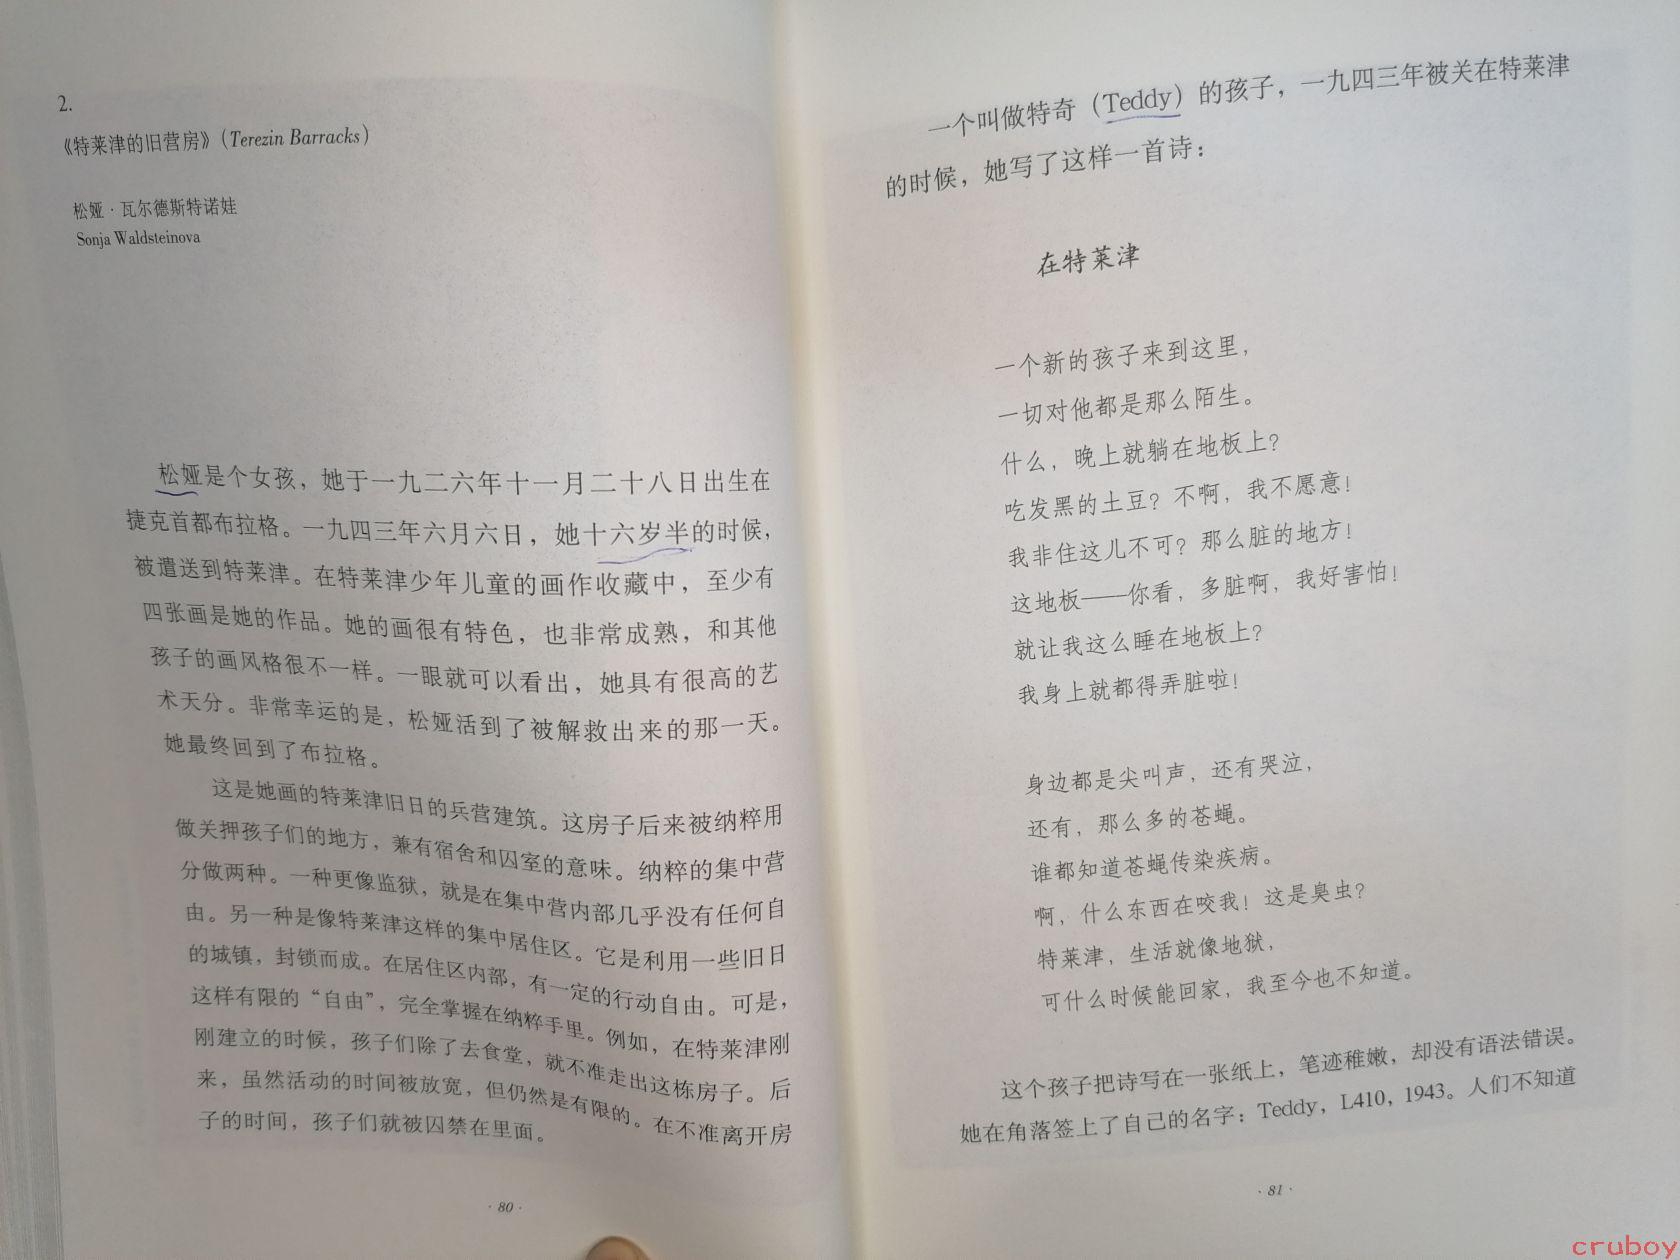 2.
《特莱津的旧营房》（Terezin Barracks）
松娅·瓦尔德斯特诺娃
Sonja Waldsteinova
松娅是个女孩，她于一九二六年十一月二十八日出生在
捷克首都布拉格。一九四三年六月六日，她十六岁半的时候，
被遣送到特莱津。在特莱津少年儿童的画作收藏中，至少有
四张画是她的作品。她的画很有特色，也非常成熟，和其他
孩子的画风格很不一样。一眼就可以看出，她具有很高的艺
术天分。非常幸运的是，松娅活到了被解救出来的那一天。
她最终回到了布拉格。
这是她画的特莱津旧日的兵营建筑。这房子后来被纳粹用
做关押孩子们的地方，兼有宿舍和囚室的意味。纳粹的集中营
分做两种。一种更像监狱，就是在集中营内部几乎没有任何自
由。另一种是像特莱津这样的集中居住区。它是利用一些旧日
的城镇，封锁而成。在居住区内部，有一定的行动自由。可是，
这样有限的“自由”，完全掌握在纳粹手里。例如，在特莱津刚
刚建立的时候，孩子们除了去食堂，就不准走出这栋房子。后
来，虽然活动的时间被放宽，但仍然是有限的。在不准离开房
子的时间，孩子们就被囚禁在里面。
·80·
一个叫做特奇（Teddy）的孩子，一九四三年被关在特莱津
的时候，她写了这样一首诗：
在特莱津
一个新的孩子来到这里，
一切对他都是那么陌生。
什么，晚上就躺在地板上？
吃发黑的土豆？不啊，我不愿意！
我非住这儿不可？那么脏的地方！
这地板——你看，多脏啊，我好害怕！
就让我这么睡在地板上？
我身上就都得弄脏啦！
身边都是尖叫声，还有哭泣，
还有，那么多的苍蝇。
谁都知道苍蝇传染疾病。
啊，什么东西在咬我！这是臭虫？
特莱津，生活就像地狱，
可什么时候能回家，我至今也不知道。
这个孩子把诗写在一张纸上，笔迹稚嫩，却没有语法错误。
她在角落签上了自己的名字：Teddy，L410，1943。人们不知道
·81·
cruboy